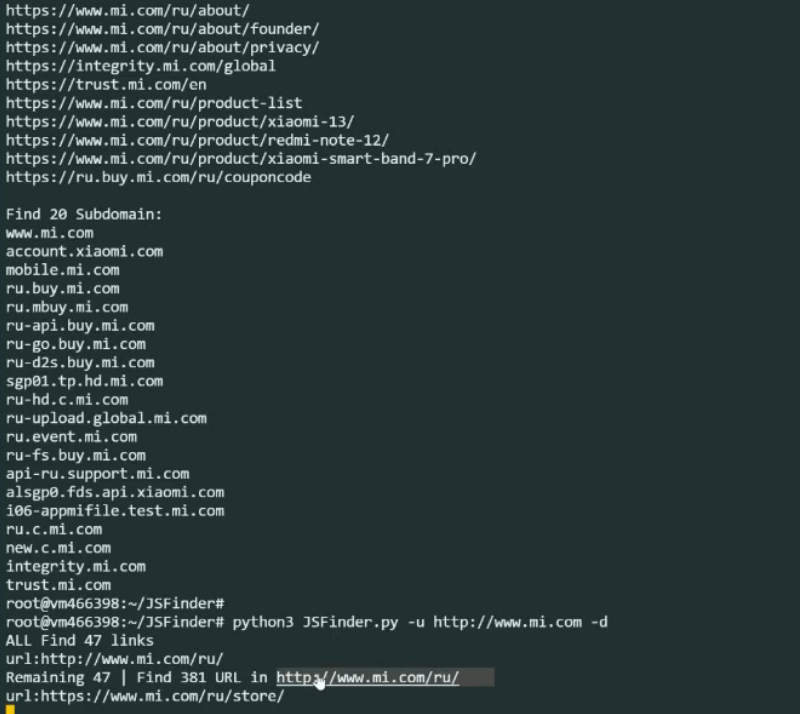 https://www.mi.com/ru/about/
https://www.mi.com/ru/about/founder/
https://www.mi.com/ru/about/privacy/
https://integrity.mi.com/global
https://trust.mi.com/en
https://www.mi.com/ru/product-list
https://www.mi.com/ru/product/xiaomi-13/
https://www.mi.com/ru/product/redmi-note-12/
https://www.mi.com/ru/product/xiaomi-smart-band-7-pro/
https://ru.buy.mi.com/ru/couponcode
Find 20 Subdomain:
www.mi.com
account.xiaomi.com
mobile.mi.com
ru.buy.mi.com
ru.mbuy.mi.com
ru-api.buy.mi.com
ru-go.buy.mi.com
ru-d2s.buy.mi.com
sgp01.tp.hd.mi.com
ru-hd.c.mi.com
ru-upload.global.mi.com
ru.event.mi.com
ru-fs.buy.mi.com
api-ru.support.mi.com
alsgp0.fds.api.xiaomi.com
i06-appmifile.test.mi.com
ru.c.mi.com
new.c.mi.com
integrity.mi.com
trust.mi.com
root@vm466398:~/JSFinder#
root@vm466398:~/JSFinder# python3 JSFinder.py -u http://www.mi.com -d
ALL Find 47 links
url:http://www.mi.com/ru/
Remaining 47 | Find 381 URL in http://www.mi.com/ru/
url:https://www.mi.com/ru/store/